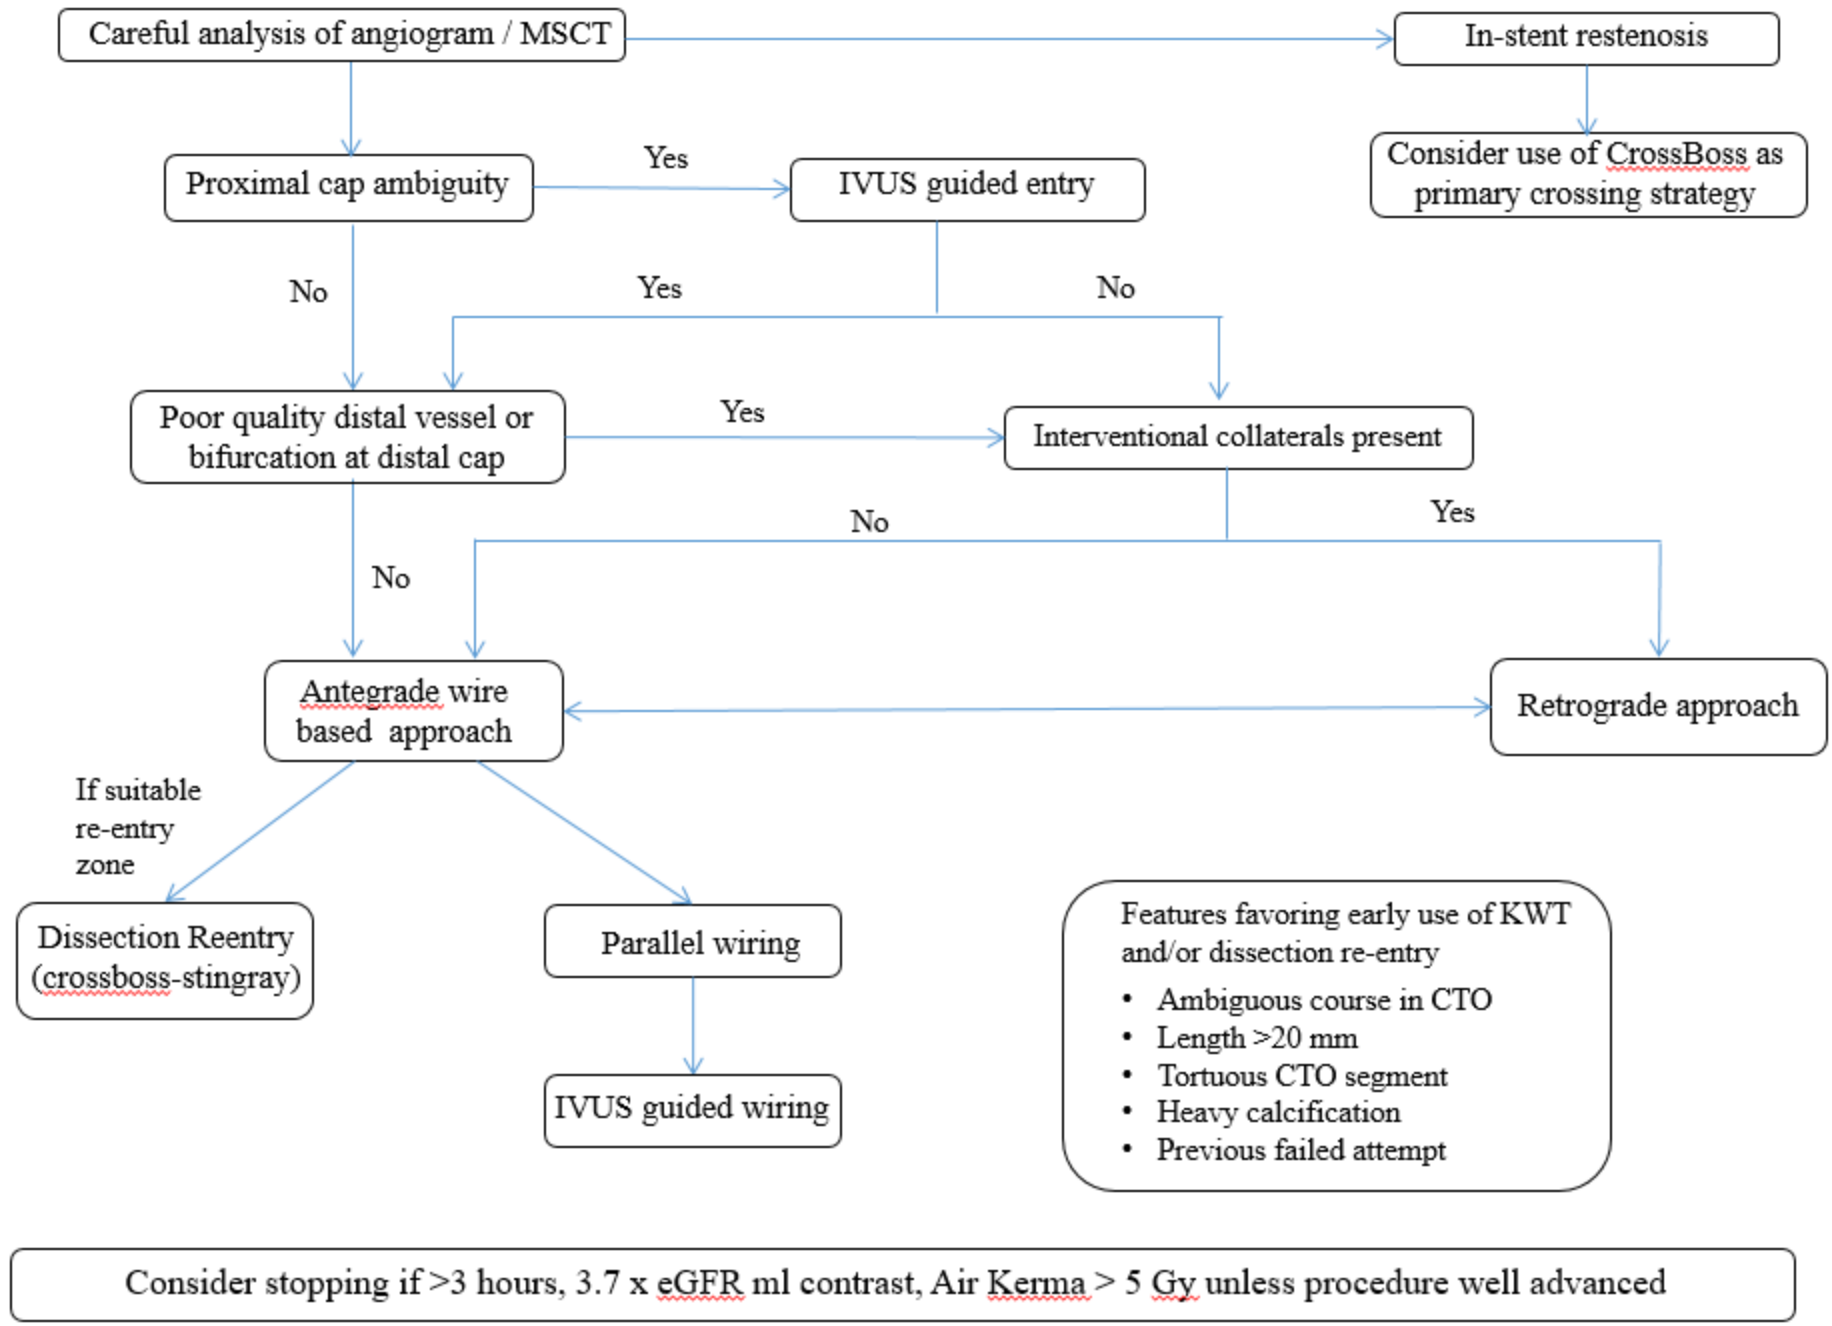 Careful analysis of angiogram / MSCT
In-stent restenosis
Consider use of CrossBoss as
primary crossing strategy
Proximal cap ambiguity
Yes
IVUS guided entry
No
Yes
No
Poor quality distal vessel or
bifurcation at distal cap
Yes
Interventional collaterals present
No
Yes
No
Antegrade wire
based approach
Retrograde approach
If suitable
re-entry
zone
Dissection Reentry
(crossboss-stingray)
Parallel wiring
IVUS guided wiring
Features favoring early use of KWT
and/or dissection re-entry
• Ambiguous course in CTO
• Length >20 mm
• Tortuous CTO segment
• Heavy calcification
• Previous failed attempt
Consider stopping if >3 hours, 3.7 x eGFR ml contrast, Air Kerma > 5 Gy unless procedure well advanced